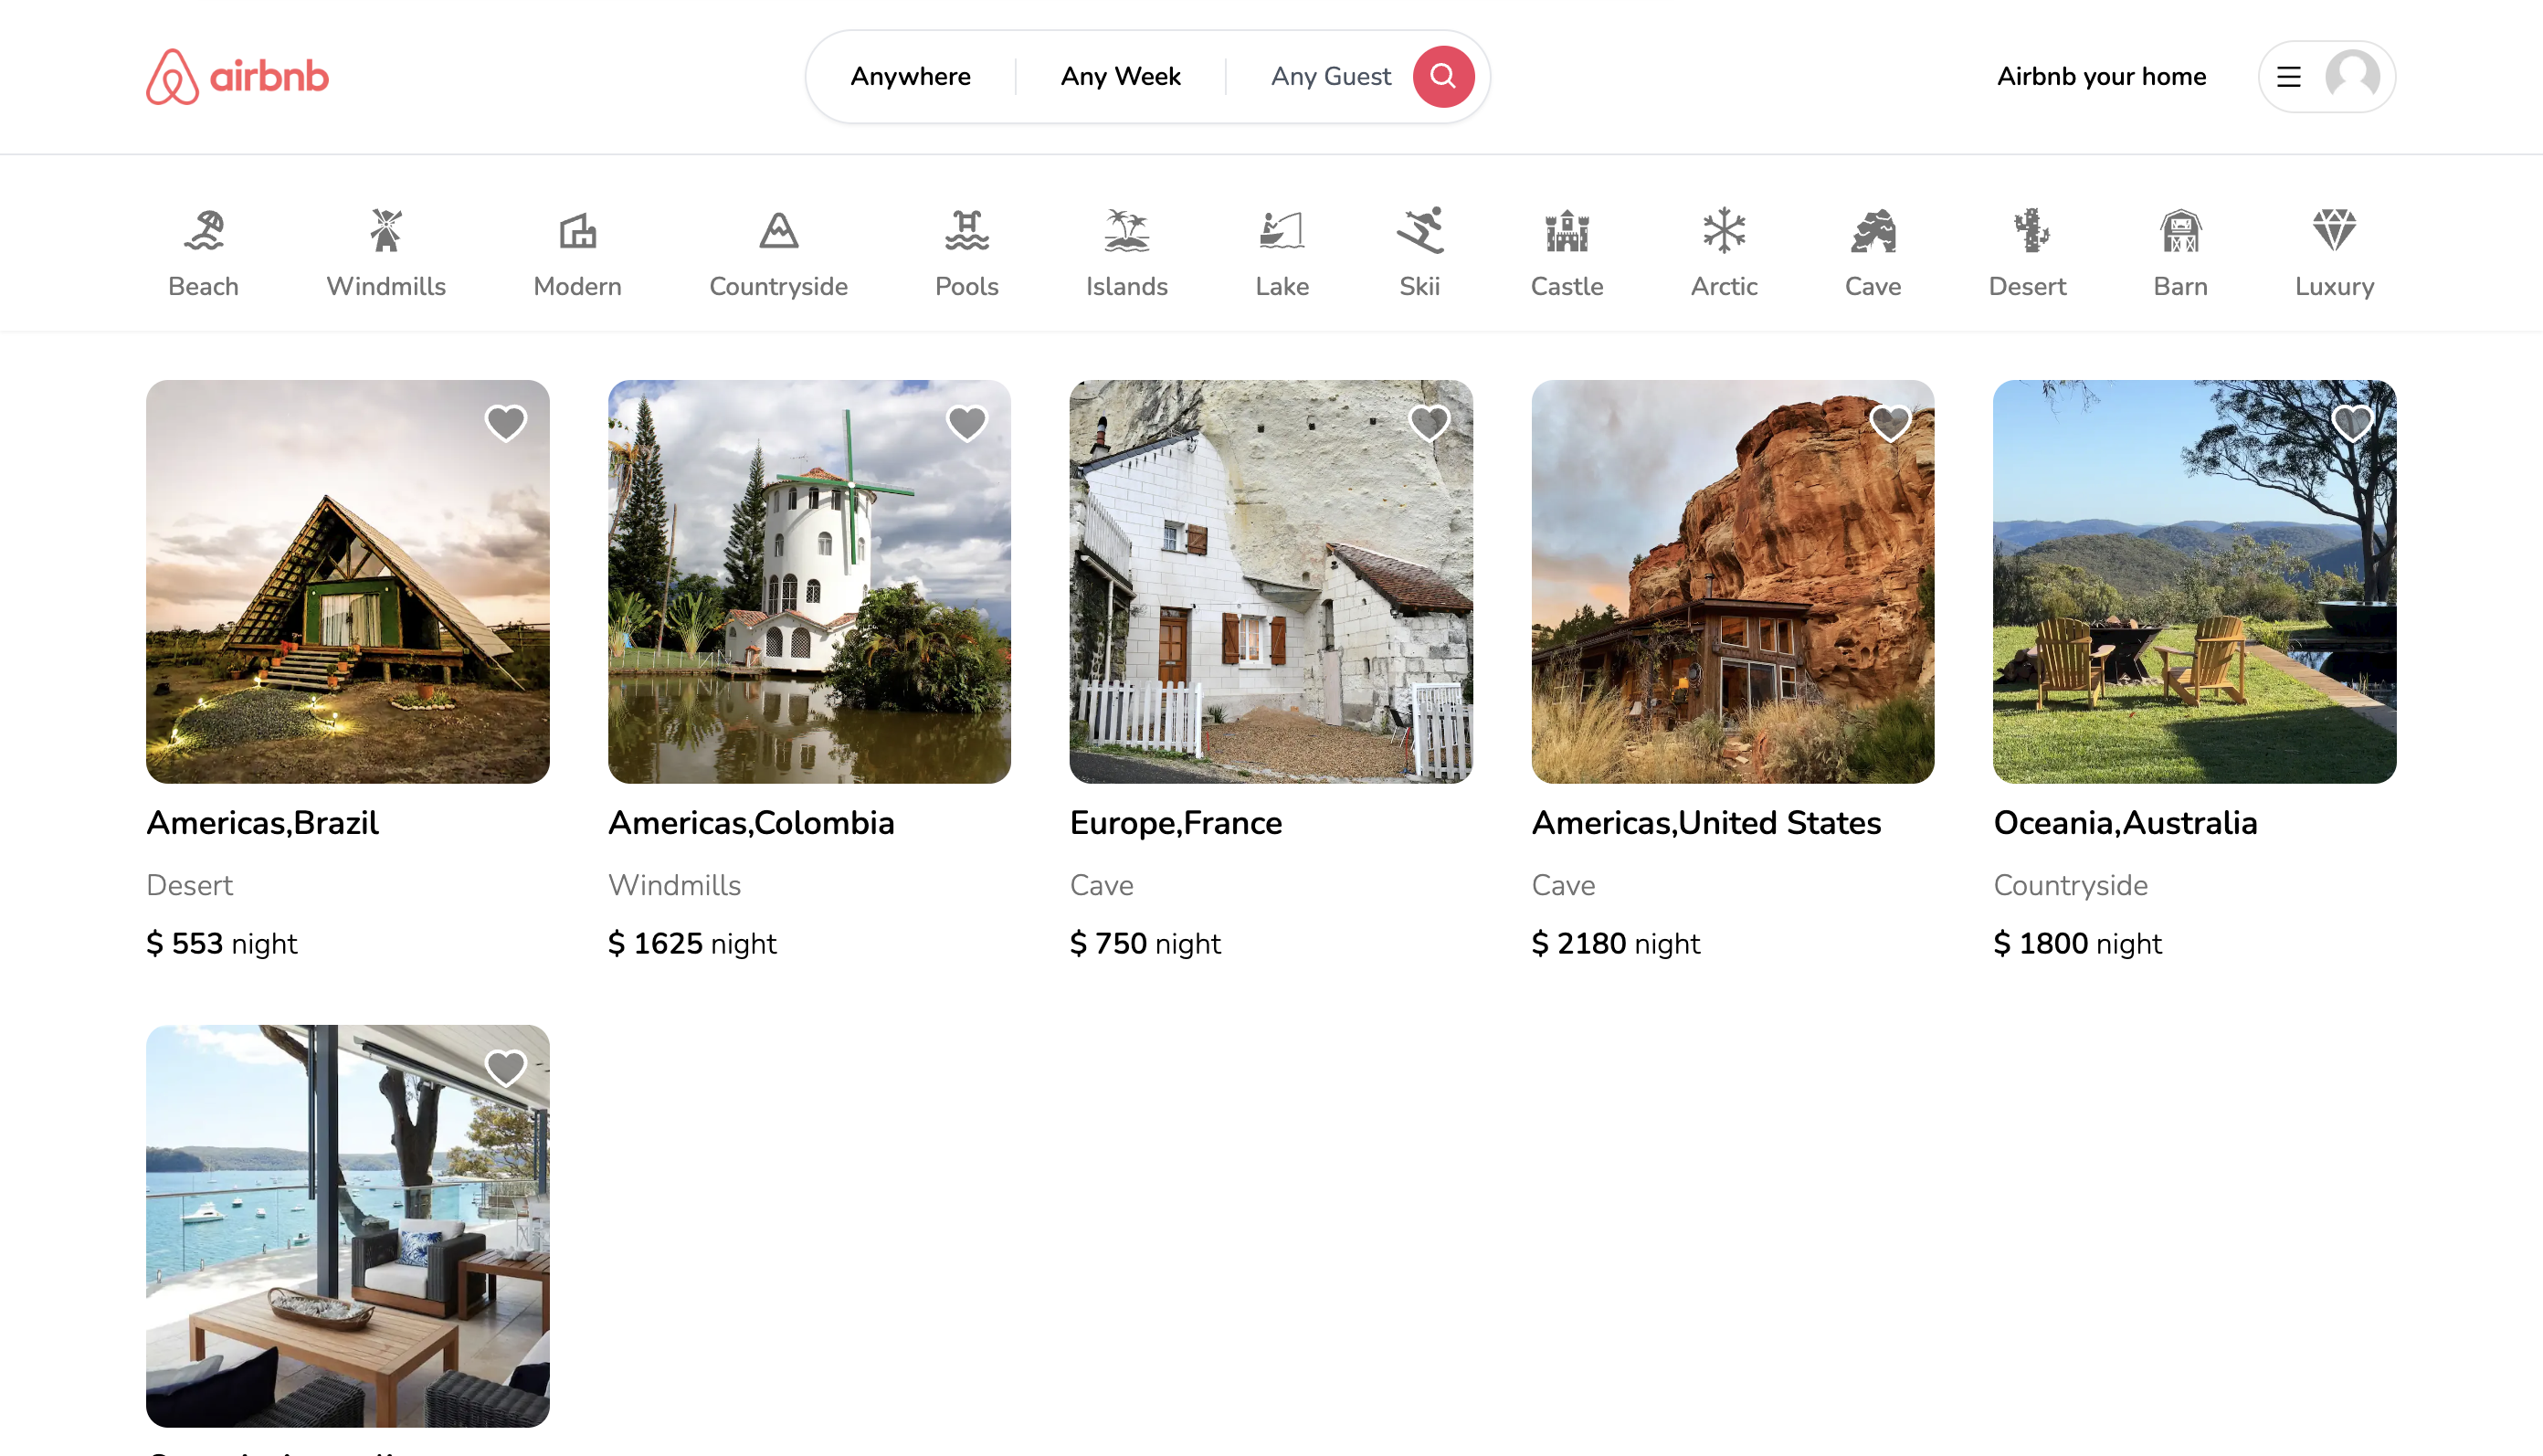 airbnb
Anywhere
Any Week
Any Guest
Airbnb your home
Beach
Windmills
Modern
Countryside
Pools
Islands
Lake
Skii
Castle
Arctic
Cave
Desert
Barn
Luxury
Americas,Brazil
Desert
$ 553 night
Americas,Colombia
Windmills
$ 1625 night
Europe,France
Cave
$ 750 night
Americas,United States
Cave
$ 2180 night
Oceania,Australia
Countryside
$ 1800 night